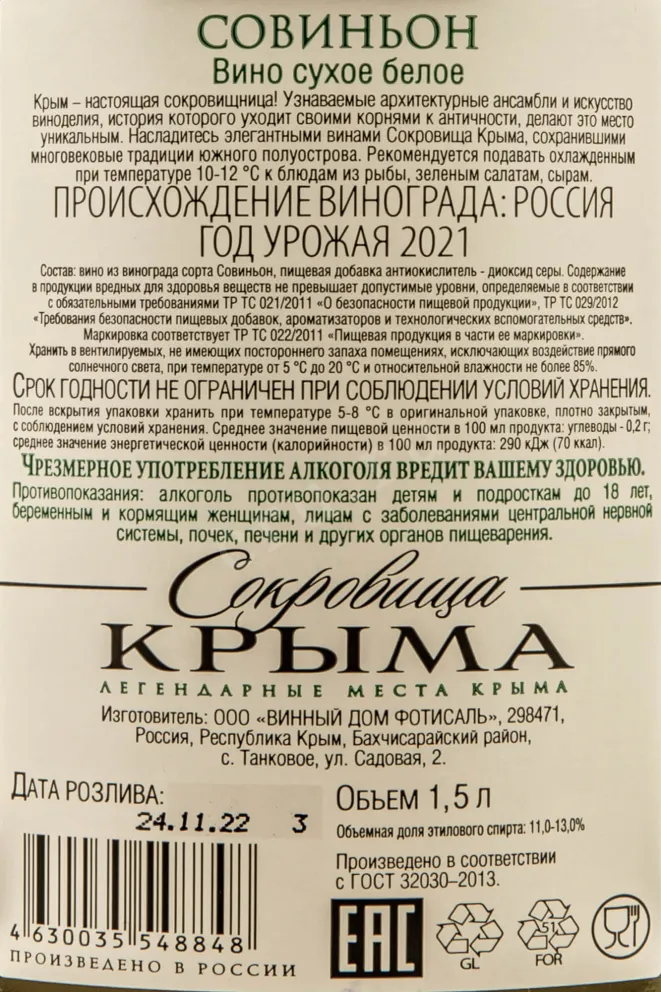 СОВИНЬОН
Вино сухое белое
Крым – настоящая сокровищница! Узнаваемые архитектурные ансамбли и искусство
виноделия, история которого уходит своими корнями к античности, делают это место
уникальным. Насладитесь элегантными винами Сокровища Крыма, сохранившими
многовековые традиции южного полуострова. Рекомендуется подавать охлажденным
при температуре 10-12 °С к блюдам из рыбы, зеленым салатам, сырам.
ПРОИСХОЖДЕНИЕ ВИНОГРАДА: РОССИЯ
ГОД УРОЖАЯ 2021
Состав: вино из винограда сорта Совиньон, пищевая добавка антиокислитель - диоксид серы. Содержание
в продукции вредных для здоровья веществ не превышает допустимые уровни, определяемые в соответствии
с обязательными требованиями ТР ТС 021/2011 «О безопасности пищевой продукции», ТР ТС 029/2012
«Требования безопасности пищевых добавок, ароматизаторов и технологических вспомогательных средств».
Маркировка соответствует ТР ТС 022/2011 «Пищевая продукция в части ее маркировки».
Хранить в вентилируемых, не имеющих постороннего запаха помещениях, исключающих воздействие прямого
солнечного света, при температуре от 5 °С до 20 °С и относительной влажности не более 85%.
СРОК ГОДНОСТИ НЕ ОГРАНИЧЕН ПРИ СОБЛЮДЕНИИ УСЛОВИЙ ХРАНЕНИЯ.
После вскрытия упаковки хранить при температуре 5-8 °С в оригинальной упаковке, плотно закрытым,
с соблюдением условий хранения. Среднее значение пищевой ценности в 100 мл продукта: углеводы - 0,2 г;
среднее значение энергетической ценности (калорийности) в 100 мл продукта: 290 кДж (70 ккал).
ЧРЕЗМЕРНОЕ УПОТРЕБЛЕНИЕ АЛКОГОЛЯ ВРЕДИТ ВАШЕМУ ЗДОРОВЬЮ.
Противопоказания: алкоголь противопоказан детям и подросткам до 18 лет,
беременным и кормящим женщинам, лицам с заболеваниями центральной нервной
системы, почек, печени и других органов пищеварения.
Сокровища
КРЫМА
ЛЕГЕНДАРНЫЕ МЕСТА КРЫМА
Изготовитель: ООО «ВИННЫЙ ДОМ ФОТИСАЛЬ», 298471,
Россия, Республика Крым, Бахчисарайский район,
с. Танковое, ул. Садовая, 2.
ДАТА РОЗЛИВА:
24.11.22 3
ОБЪЕМ 1,5 Л
Объемная доля этилового спирта: 11,0-13,0%
Произведено в соответствии
с ГОСТ 32030–2013.
4 630035 548848
ПРОИЗВЕДЕНО В РОССИИ
ЕАС
GL
51
FOR